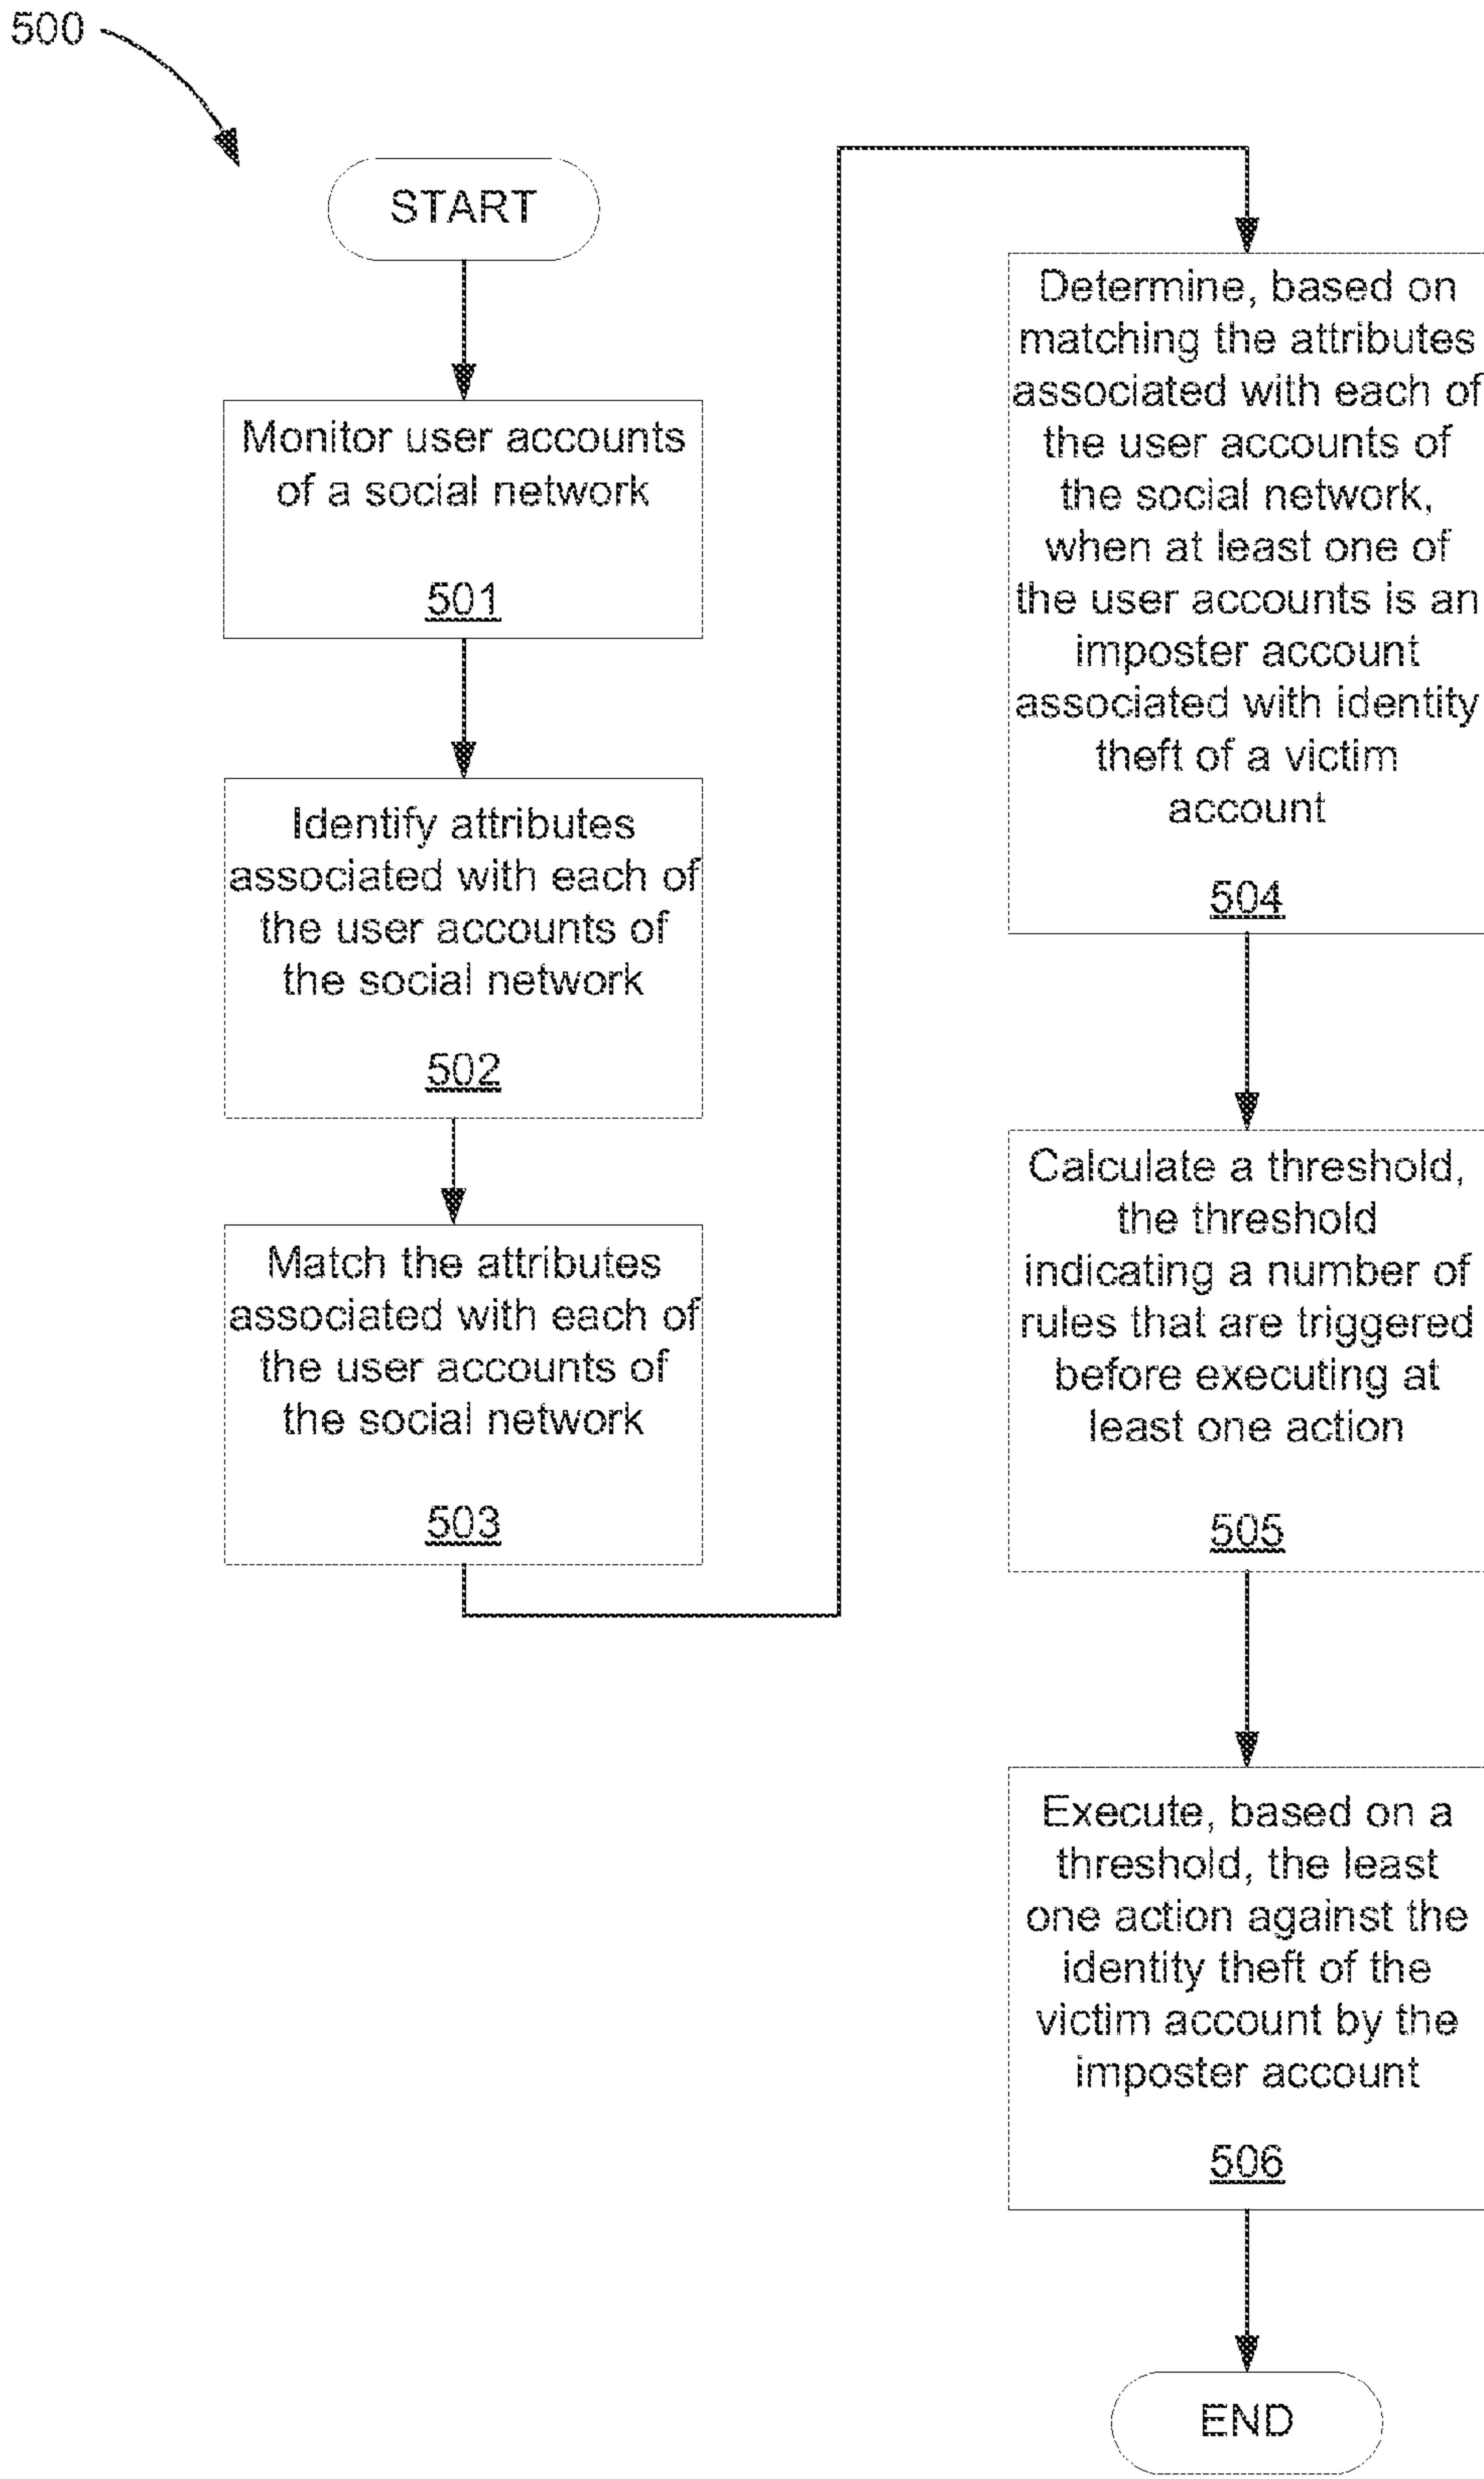 500
START
Monitor user accounts
of a social network
501
Identify attributes
associated with each of
the user accounts of
the social network
502
Match the attributes
associated with each of
the user accounts of
the social network
503
Determine, based on
matching the attributes
associated with each of
the user accounts of
the social network,
when at least one of
the user accounts is an
imposter account
associated with identity
theft of a victim
account
504
Calculate a threshold,
the threshold
indicating a number of
rules that are triggered
before executing at
least one action
505
Execute, based on a
threshold, the least
one action against the
identity theft of the
victim account by the
imposter account
506
END